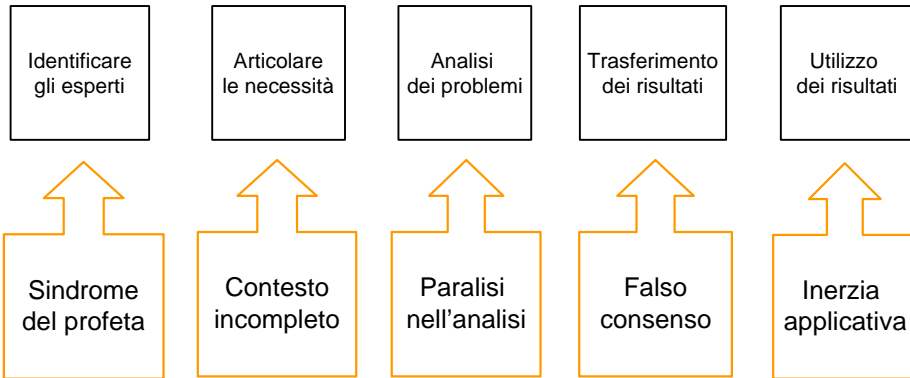 Identificare
gli esperti
Articolare
le necessità
Analisi
dei problemi
Trasferimento
dei risultati
Utilizzo
dei risultati
Sindrome
del profeta
Contesto
incompleto
Paralisi
nell’analisi
Falso
consenso
Inerzia
applicativa